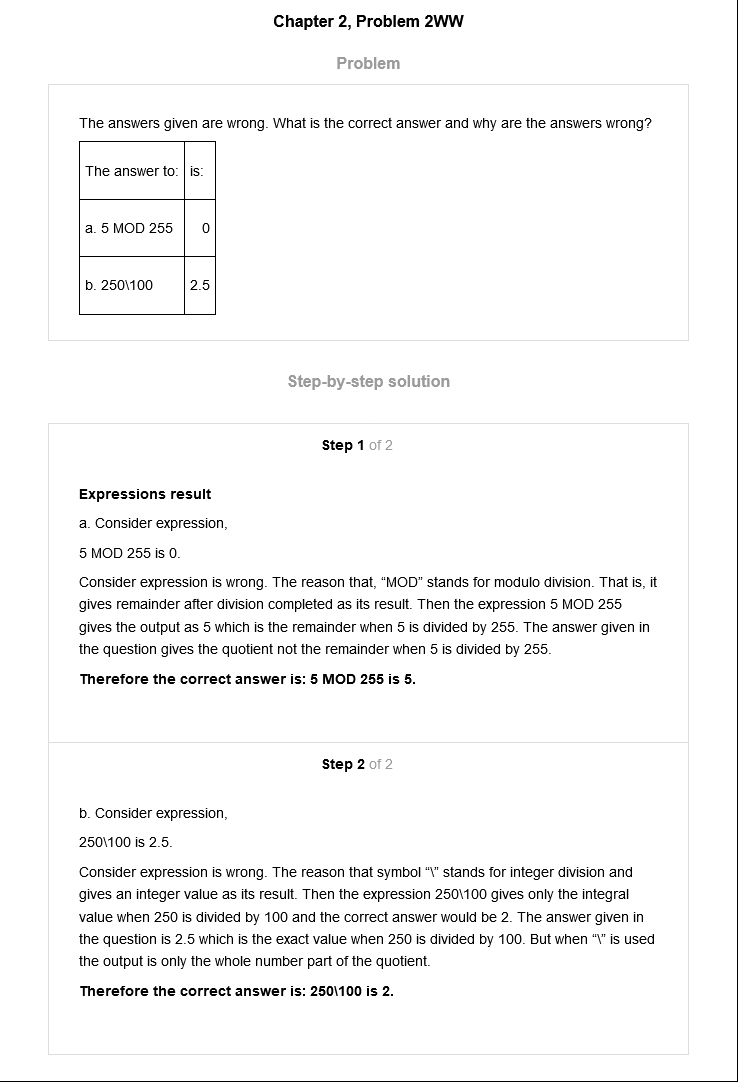 Chapter 2, Problem 2WW
Problem
The answers given are wrong. What is the correct answer and why are the answers wrong?
The answer to: is:
a. 5 MOD 255 0
b. 250\100 2.5
Step-by-step solution
Step 1 of 2
Expressions result
a. Consider expression,
5 MOD 255 is 0.
Consider expression is wrong. The reason that, “MOD” stands for modulo division. That is, it
gives remainder after division completed as its result. Then the expression 5 MOD 255
gives the output as 5 which is the remainder when 5 is divided by 255. The answer given in
the question gives the quotient not the remainder when 5 is divided by 255.
Therefore the correct answer is: 5 MOD 255 is 5.
Step 2 of 2
b. Consider expression,
250\100 is 2.5.
Consider expression is wrong. The reason that symbol “\” stands for integer division and
gives an integer value as its result. Then the expression 250\100 gives only the integral
value when 250 is divided by 100 and the correct answer would be 2. The answer given in
the question is 2.5 which is the exact value when 250 is divided by 100. But when “\” is used
the output is only the whole number part of the quotient.
Therefore the correct answer is: 250\100 is 2.